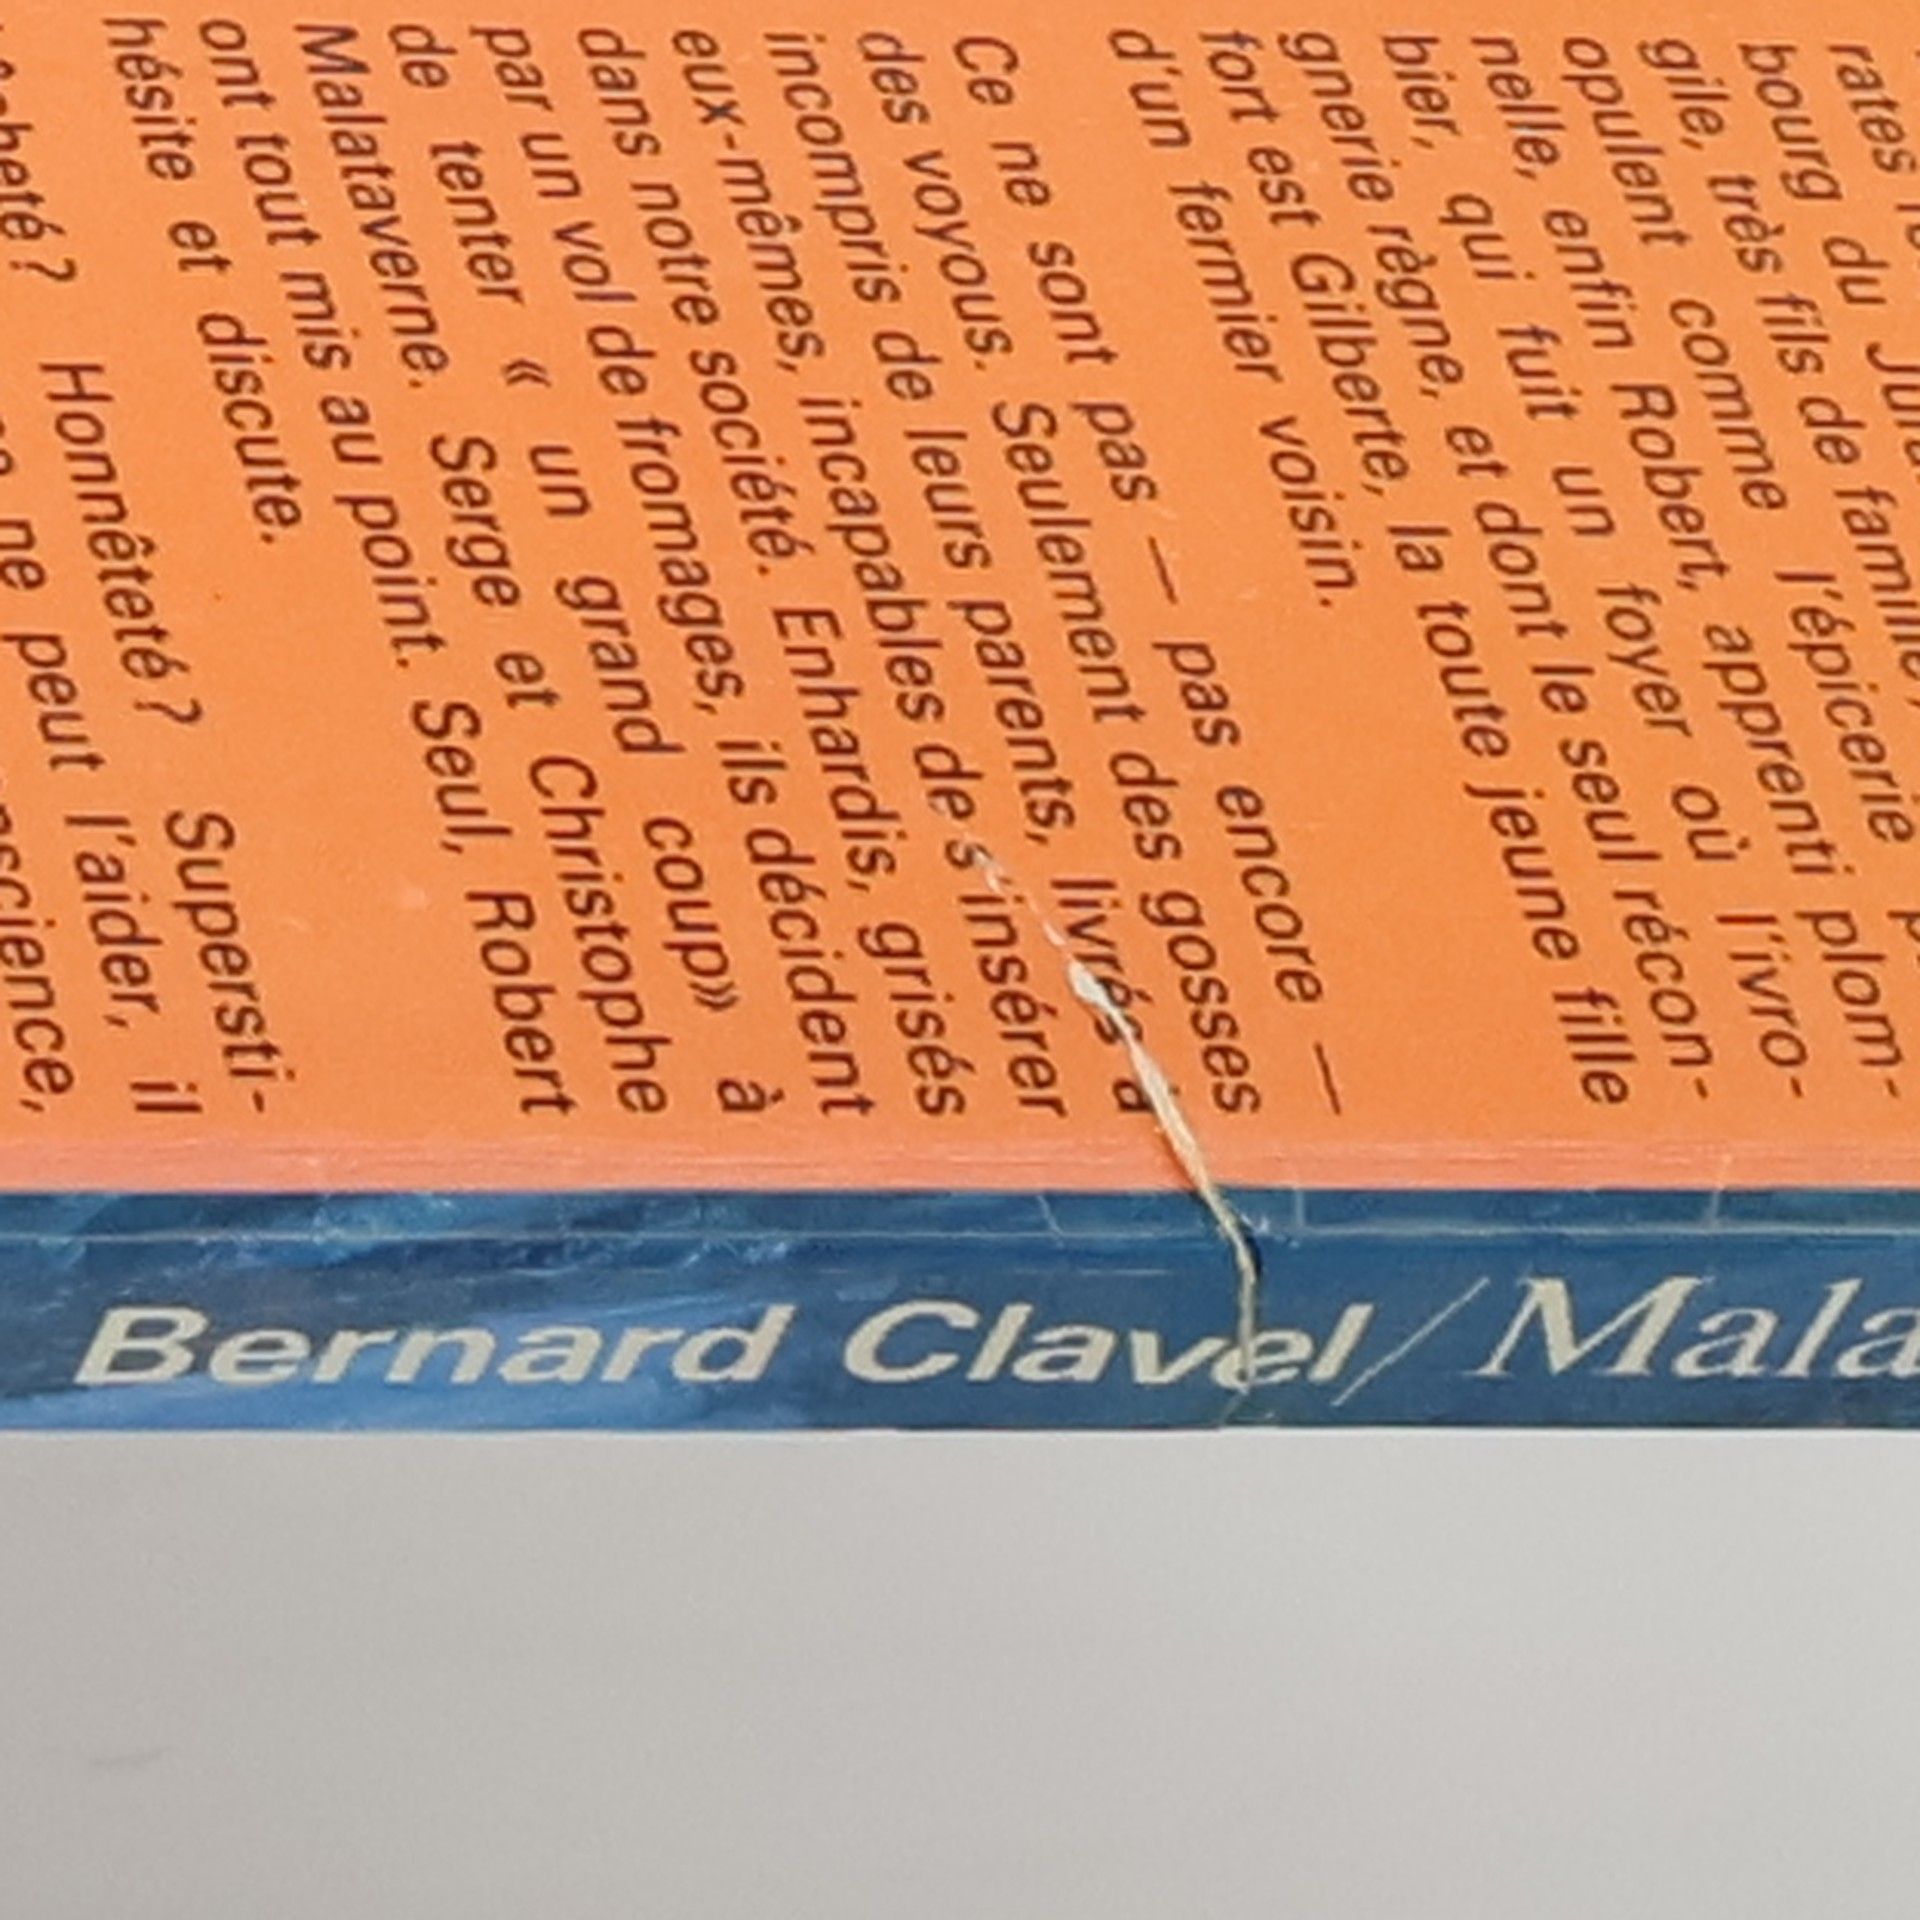 rates
bourg du
gile, très fils de famille,
opulent comme l'épicerie
nelle, enfin Robert, apprenti plom-
bier, qui fuit un foyer où l'ivro-
gnerie règne, et dont le seul récon-
fort est Gilberte, la toute jeune fille
d'un fermier voisin.
Ce ne sont pas — pas encore —
des voyous. Seulement des gosses
incompris de leurs parents, livrés à
eux-mêmes, incapables de s'insérer
dans notre société. Enhardis, grisés
par un vol de fromages, ils décident
de tenter « un grand coup» à
Malataverne. Serge et Christophe
ont tout mis au point. Seul, Robert
hésite et discute.
Honnêteté ? Supersti-
ne peut l'aider, il
Bernard Clavel / Mala